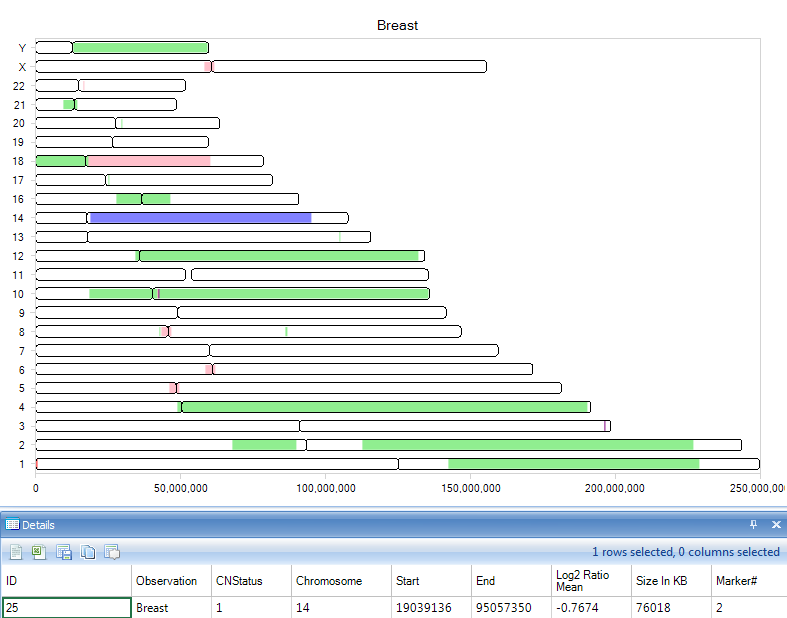 Breast
Y
X
22
21
20
19
18
17
16
14
13
12
11
10
9
8
7
6
5
4
3
2
1
0 50,000,000 100,000,000 150,000,000 200,000,000 250,000,00
Details
1 rows selected, 0 columns selected
ID Observation CNStatus Chromosome Start End Log2 Ratio Mean Size In KB Marker#
25 Breast 1 14 19039136 95057350 -0.7674 76018 2